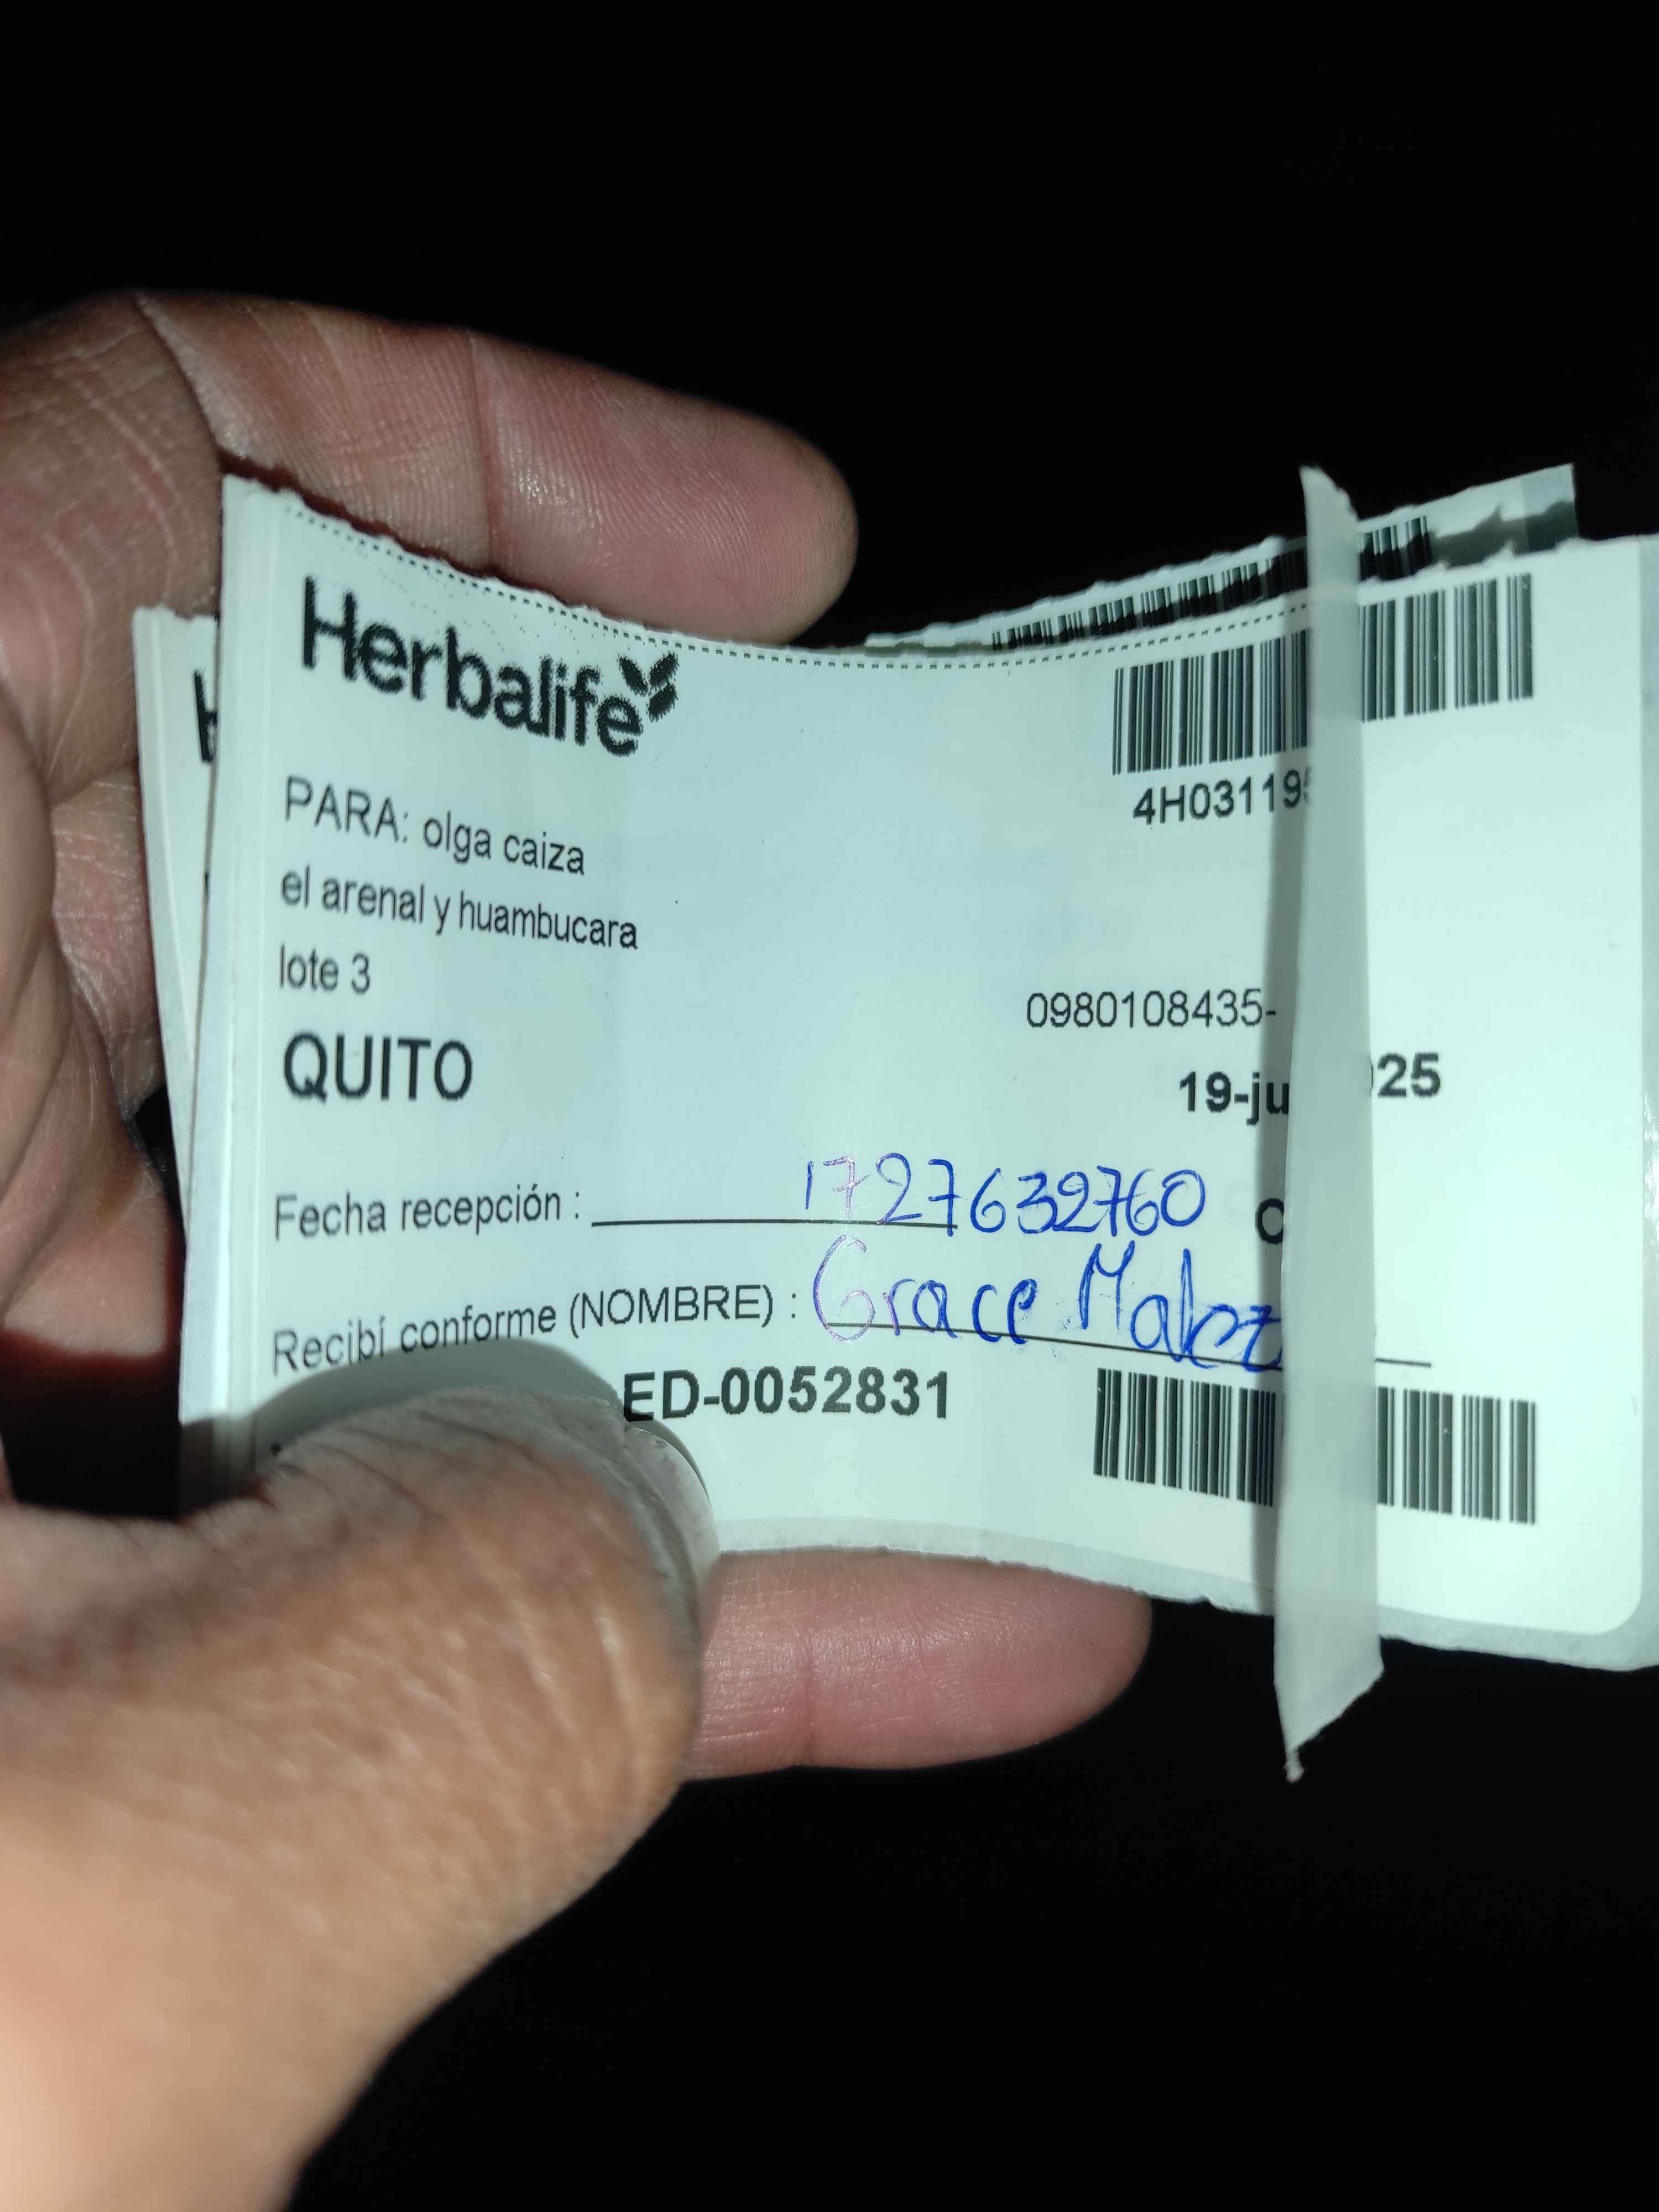 Herbalife
4H03119
PARA: olga caiza
el arenal y huambucara
lote 3
0980108435-
QUITO
19-ju 25
Fecha recepción : 1727632760
Recibí conforme (NOMBRE) : Grace
ED-0052831